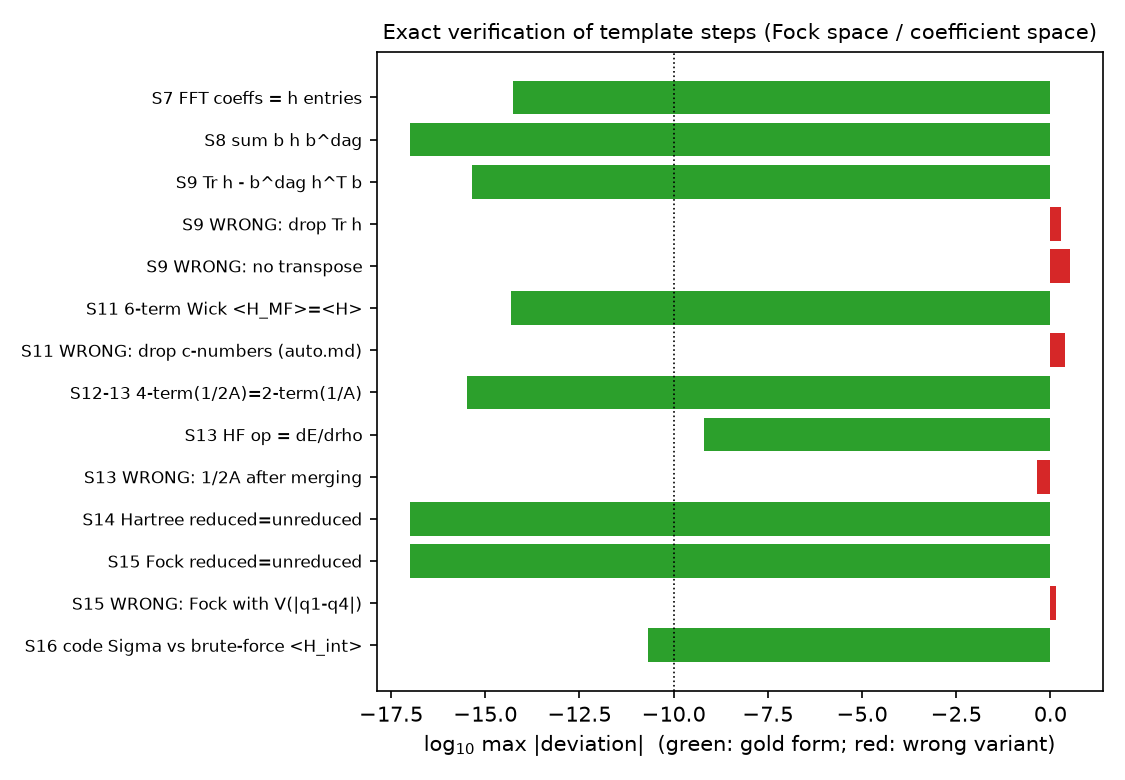 Exact verification of template steps (Fock space / coefficient space)
S7 FFT coeffs = h entries
S8 sum b h b^dag
S9 Tr h - b^dag h^T b
S9 WRONG: drop Tr h
S9 WRONG: no transpose
S11 6-term Wick <H_MF>=<H>
S11 WRONG: drop c-numbers (auto.md)
S12-13 4-term(1/2A)=2-term(1/A)
S13 HF op = dE/drho
S13 WRONG: 1/2A after merging
S14 Hartree reduced=unreduced
S15 Fock reduced=unreduced
S15 WRONG: Fock with V(|q1-q4|)
S16 code Sigma vs brute-force <H_int>
−17.5 −15.0 −12.5 −10.0 −7.5 −5.0 −2.5 0.0
log₁₀ max |deviation| (green: gold form; red: wrong variant)